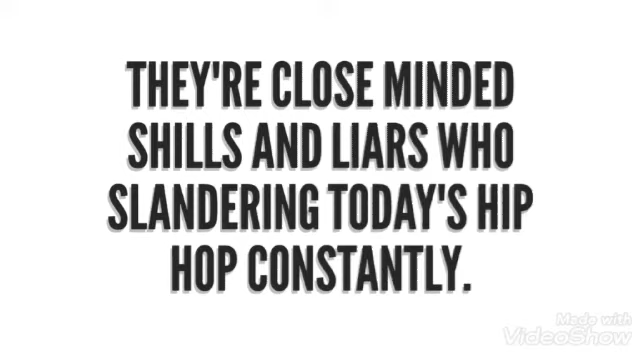 THEY'RE CLOSE MINDED
SHILLS AND LIARS WHO
SLANDERING TODAY'S HIP
HOP CONSTANTLY.
Made with
VideoShow